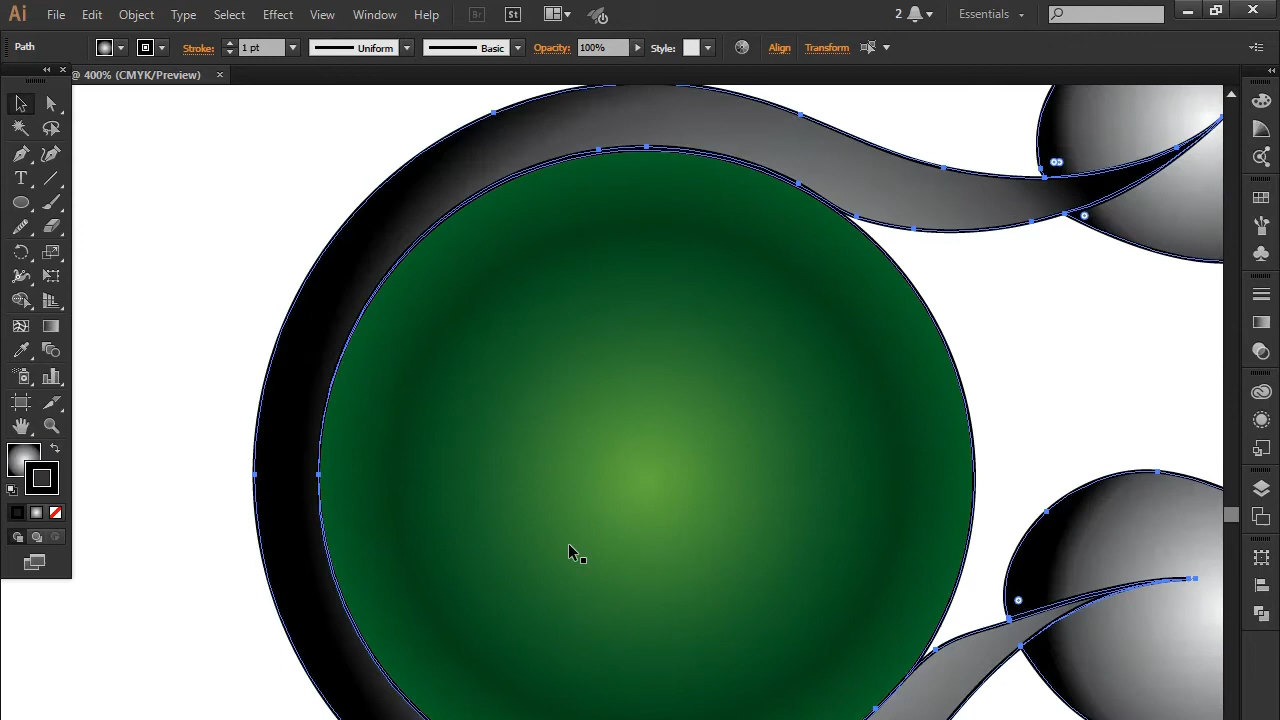 Ai File Edit Object Type Select Effect View Window Help Br St 2 Essentials
Path Stroke: 1 pt Uniform Basic Opacity: 100% Style: Align Transform
@ 400% (CMYK/Preview) ×
T